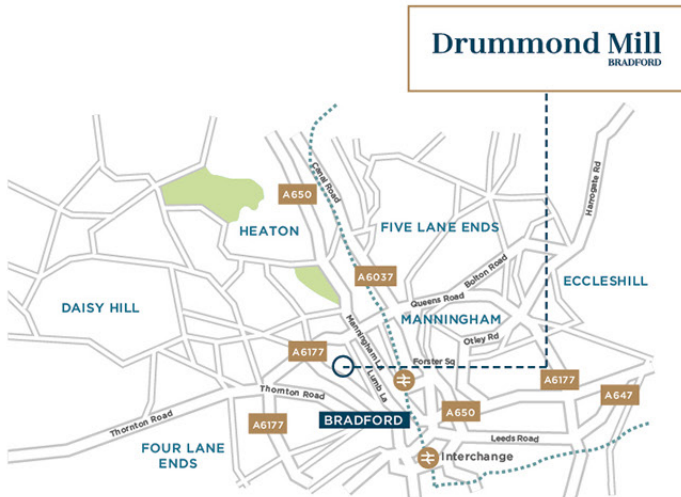 Drummond Mill
BRADFORD
Canal Road
A650
Harrogate Rd
HEATON
FIVE LANE ENDS
A6037
Bolton Road
ECCLESHILL
DAISY HILL
Queens Road
MANNINGHAM
Manningham La
Otley Rd
A6177
Forster Sq
Lumb La
A6177
Thornton Road
A647
Thornton Road
A6177
BRADFORD
A650
FOUR LANE
ENDS
Leeds Road
Interchange